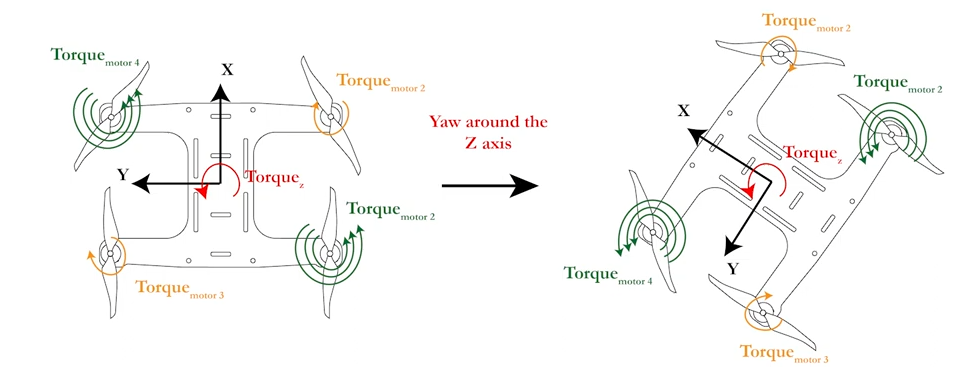 Torque motor 4
X
Torque motor 2
Y
Torque z
Torque motor 2
Torque motor 3
Yaw around the
Z axis
Torque motor 2
Torque motor 2
X
Torque z
Y
Torque motor 4
Torque motor 3